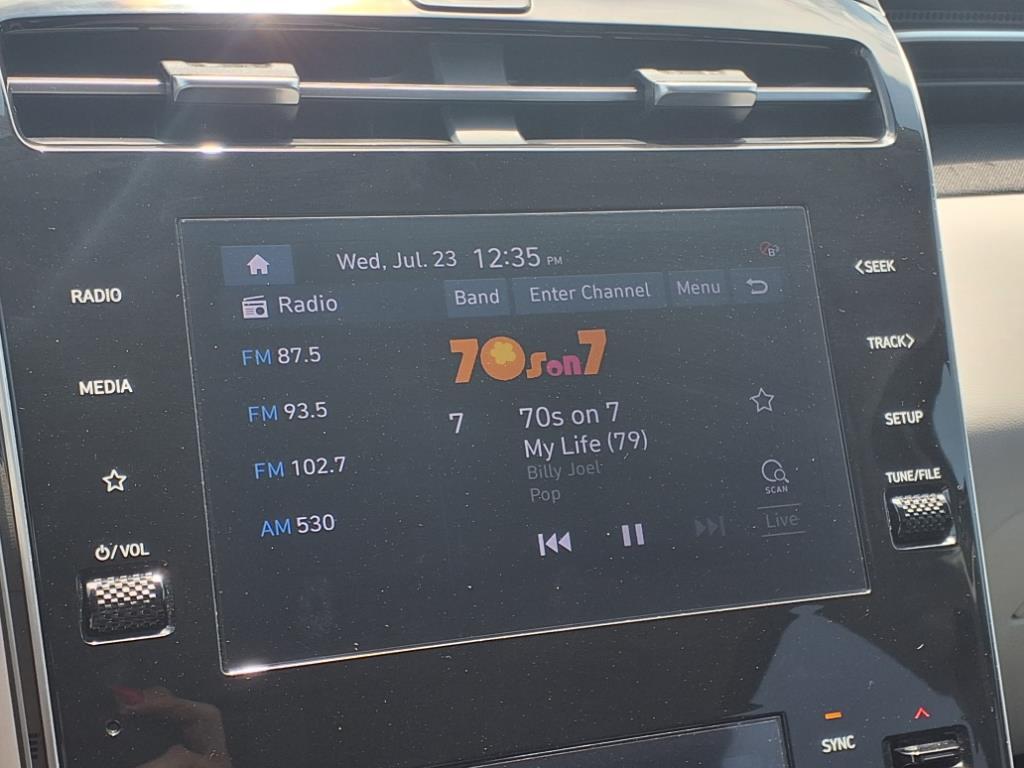 Wed, Jul. 23 12:35 PM B
Radio Band Enter Channel Menu
FM 87.5
FM 93.5
FM 102.7
AM 530
70s on 7
7 70s on 7
My Life (79)
Billy Joel
Pop
SCAN
Live
RADIO
MEDIA
/VOL
<SEEK
TRACK>
SETUP
TUNE/FILE
SYNC